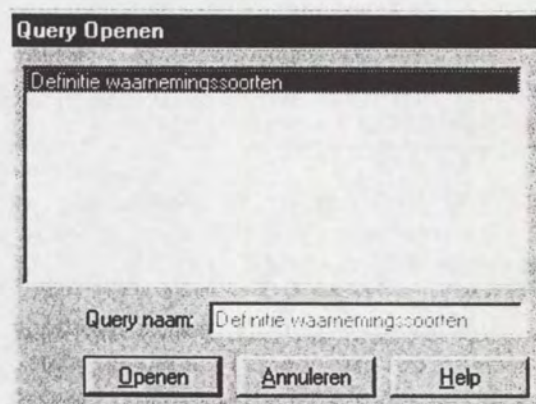 Query Openen
Definitie waarnemingssoorten
Query naam: Definitie waarnemingssoorten
Openen Annuleren Help